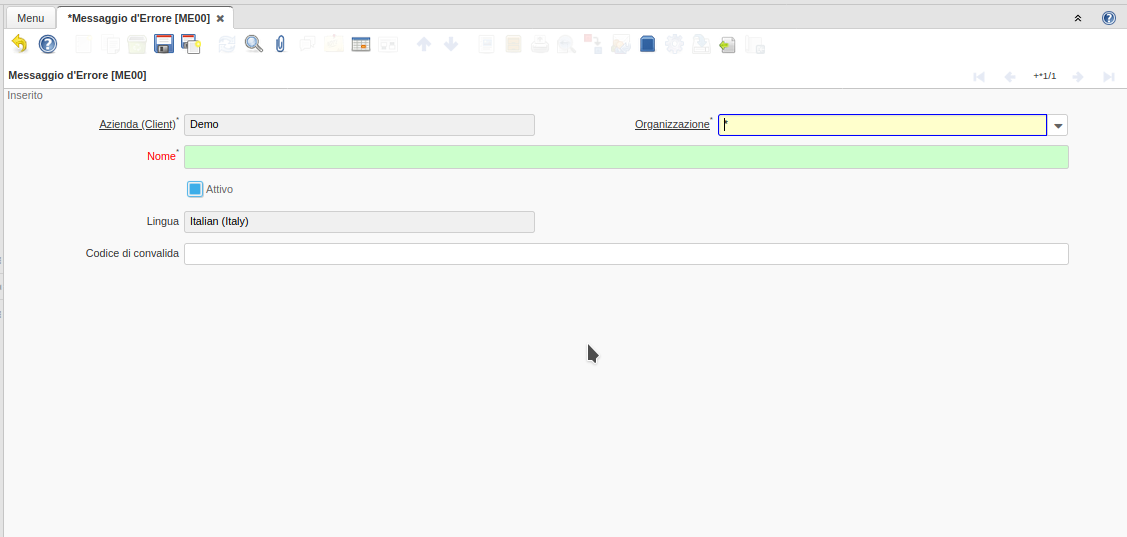 Menu
*Messaggio d'Errore [ME00]
Messaggio d'Errore [ME00]
+*1/1
Inserito
Azienda (Client)* Demo
Organizzazione* *
Nome*
Attivo
Lingua Italian (Italy)
Codice di convalida